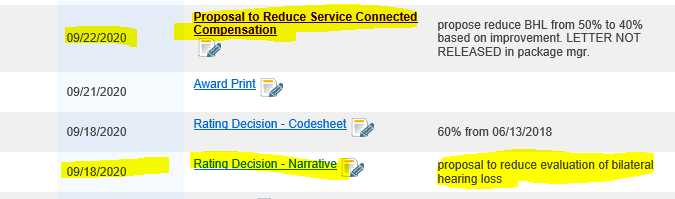 09/22/2020
Proposal to Reduce Service Connected
Compensation
propose reduce BHL from 50% to 40%
based on improvement. LETTER NOT
RELEASED in package mgr.
09/21/2020
Award Print
09/18/2020
Rating Decision - Codesheet
60% from 06/13/2018
09/18/2020
Rating Decision - Narrative
proposal to reduce evaluation of bilateral
hearing loss